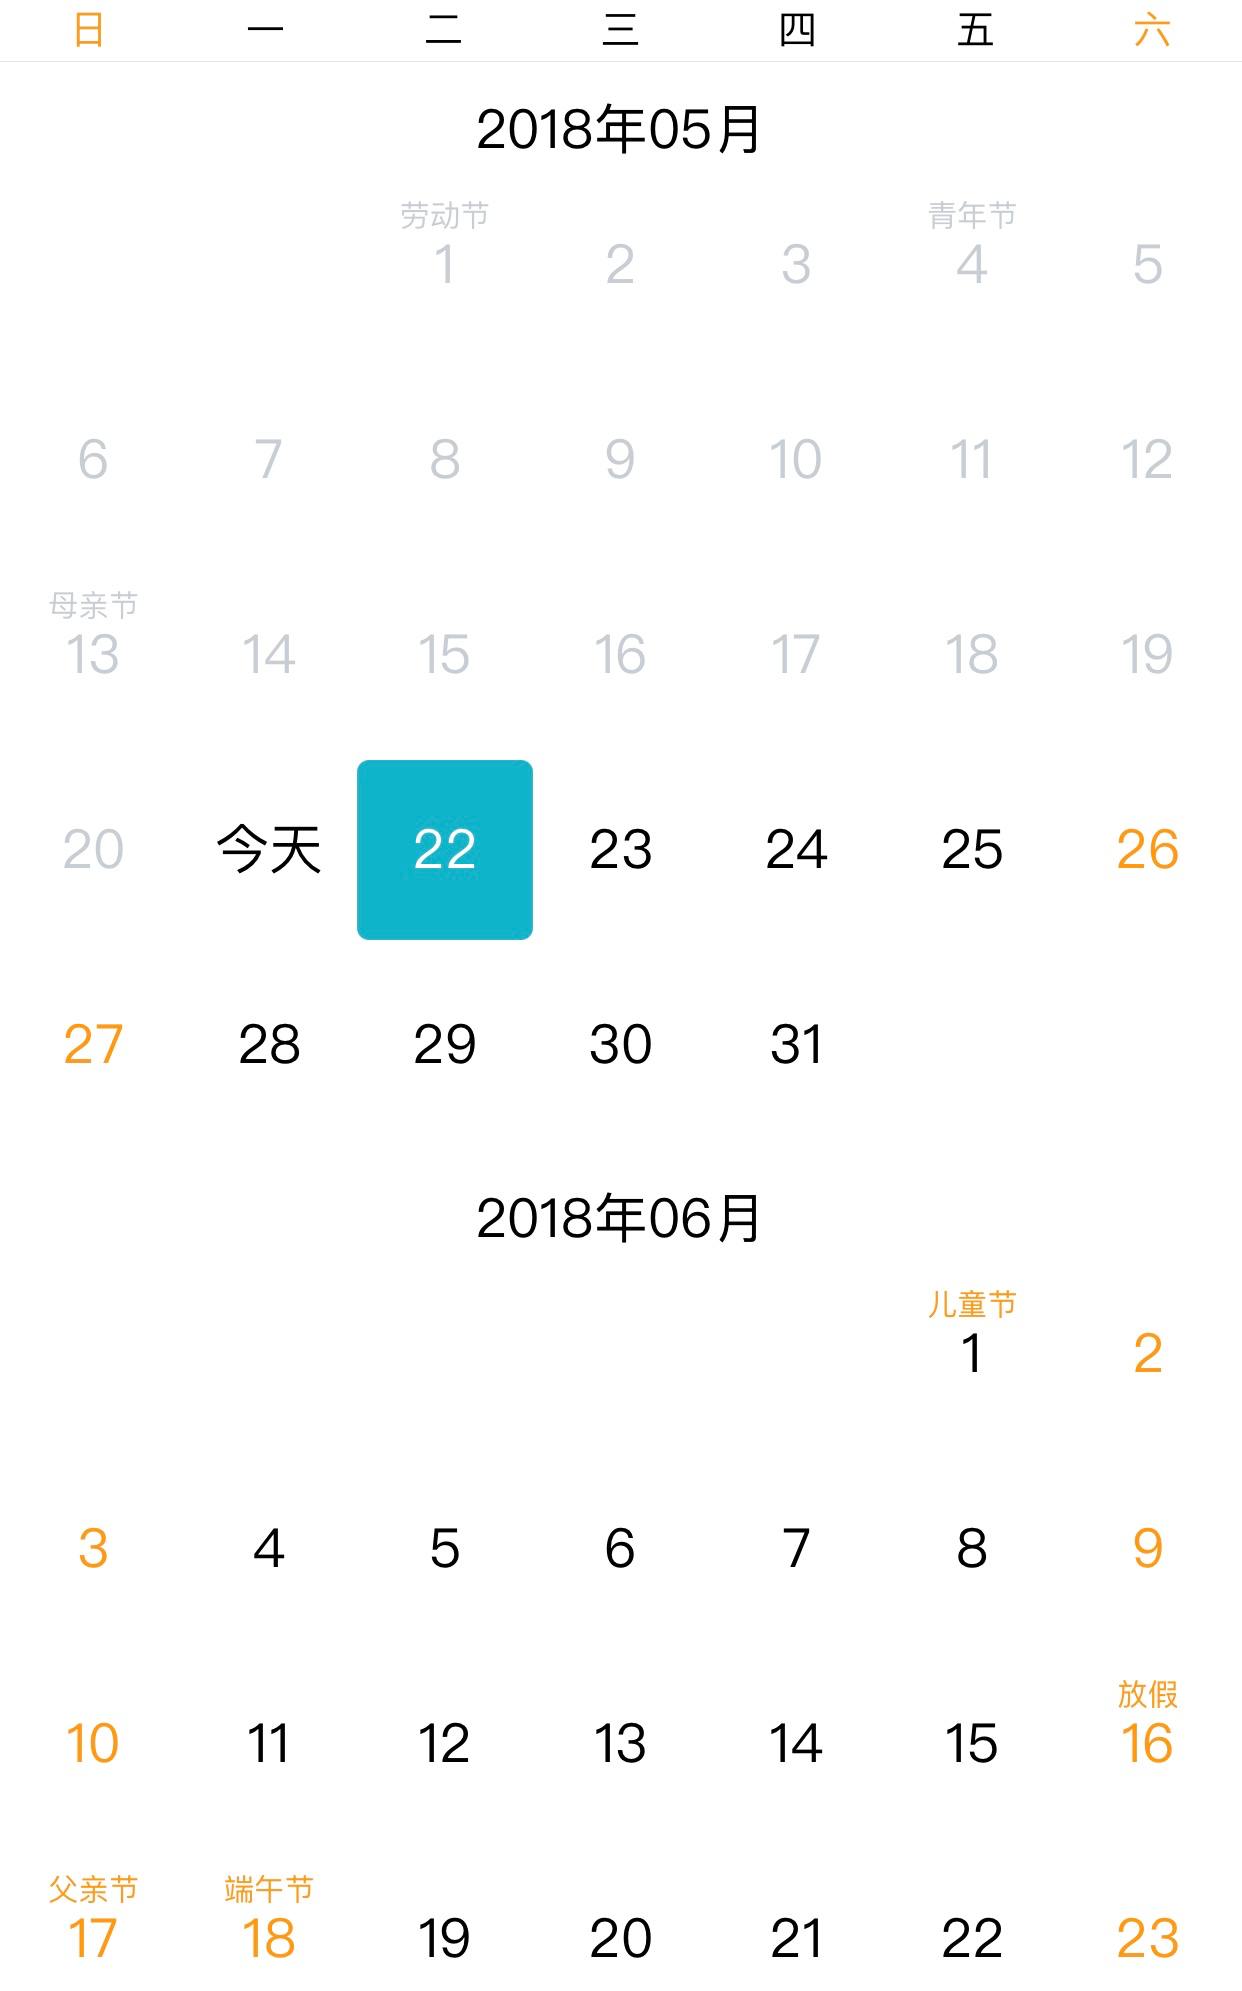 日 一 二 三 四 五 六
2018年05月
劳动节 青年节
1 2 3 4 5
6 7 8 9 10 11 12
母亲节
13 14 15 16 17 18 19
20 今天 22 23 24 25 26
27 28 29 30 31
2018年06月
儿童节
1 2
3 4 5 6 7 8 9
放假
10 11 12 13 14 15 16
父亲节 端午节
17 18 19 20 21 22 23